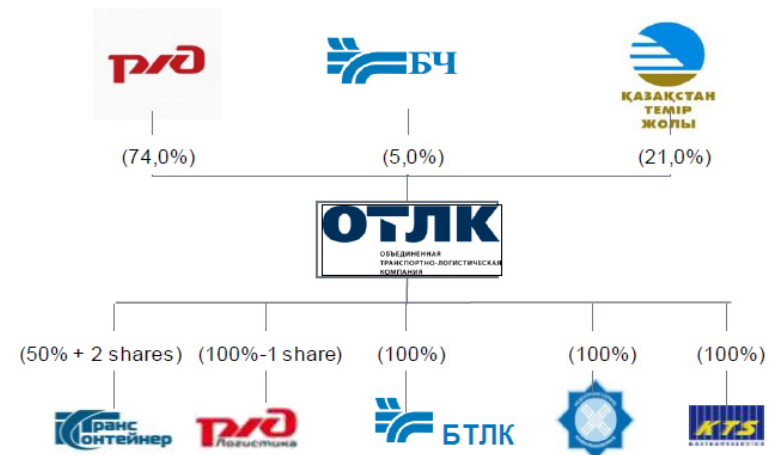 РЖД
БЧ
ҚАЗАҚСТАН
ТЕМІР
ЖОЛЫ
(74,0%)
(5,0%)
(21,0%)
ОТЛК
ОБЪЕДИНЕННАЯ
ТРАНСПОРТНО-ЛОГИСТИЧЕСКАЯ
КОМПАНИЯ
(50% + 2 shares)
(100%-1 share)
(100%)
(100%)
(100%)
Транс
Контейнер
РЖД
Логистика
БТЛК
KTS